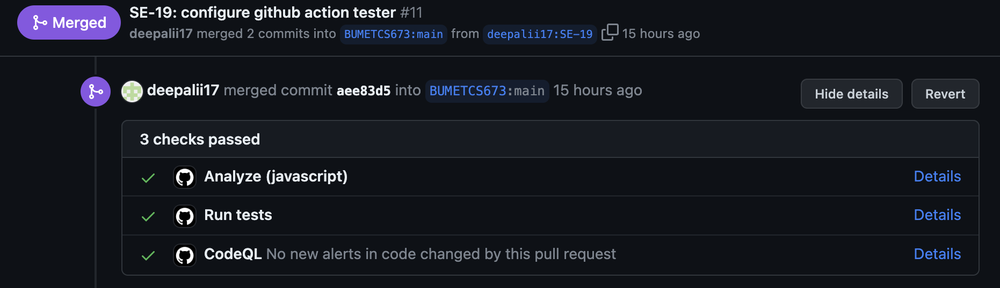 Merged
SE-19: configure github action tester #11
deepalii17 merged 2 commits into BUMETCS673:main from deepalii17:SE-19 15 hours ago
deepalii17 merged commit aee83d5 into BUMETCS673:main 15 hours ago
Hide details
Revert
3 checks passed
Analyze (javascript) Details
Run tests Details
CodeQL No new alerts in code changed by this pull request Details